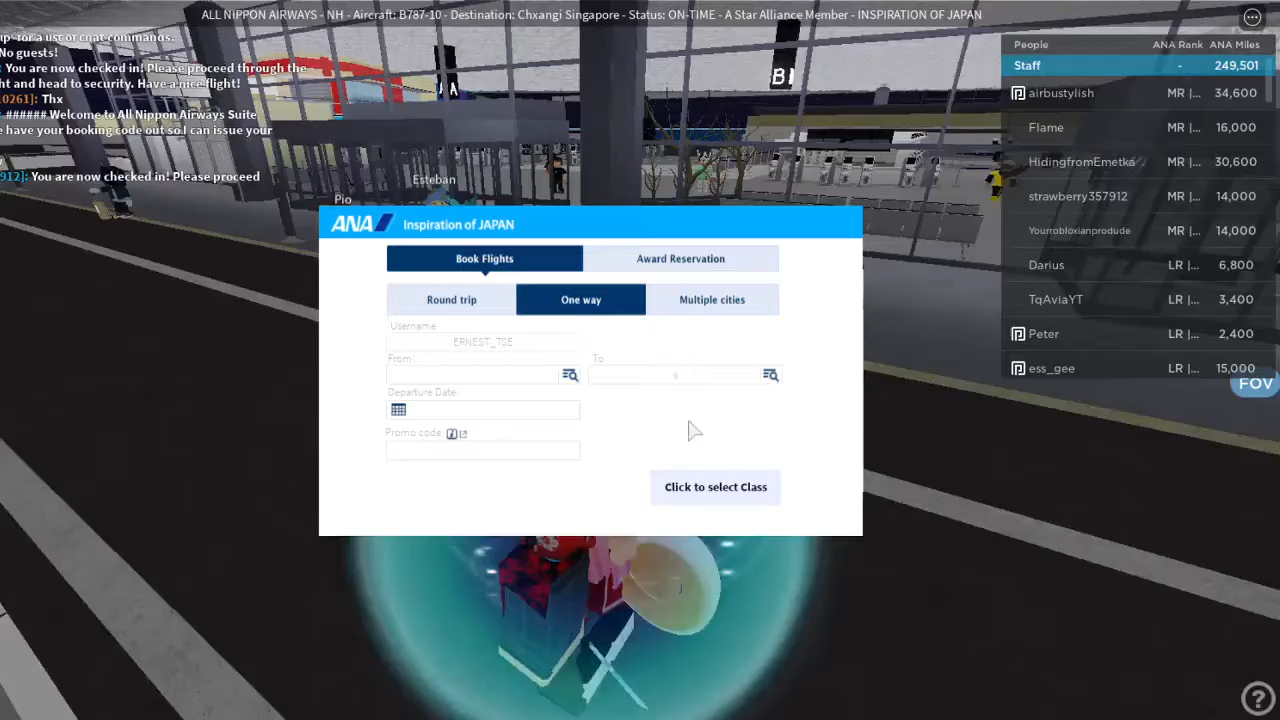 ALL NIPPON AIRWAYS - NH - Aircraft: B787-10 - Destination: Chxangi Singapore - Status: ON-TIME - A Star Alliance Member - INSPIRATION OF JAPAN
for a list of chat commands.
No guests!
You are now checked in! Please proceed through the
ht and head to security. Have a nice flight!
10261]: Thx
###### Welcome to All Nippon Airways Suite
have your booking code out so I can issue your
912]: You are now checked in! Please proceed
People ANA Rank ANA Miles
Staff - 249,501
airbustylish MR |... 34,600
Flame MR |... 16,000
HidingfromEmetka MR |... 30,600
strawberry357912 MR |... 14,000
Yourrobloxianprodude MR |... 14,000
Darius LR |... 6,800
TqAviaYT LR |... 3,400
Peter LR |... 2,400
ess_gee LR |... 15,000
FOV
B1
A
Esteban
Pio
ANA Inspiration of JAPAN
Book Flights Award Reservation
Round trip One way Multiple cities
Username
ERNEST_TSE
From: To
Departure Date:
Promo code
Click to select Class
?